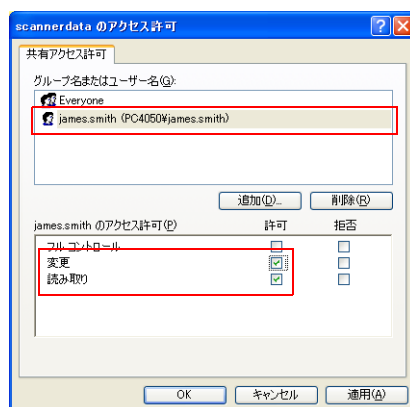 scannerdata のアクセス許可
共有アクセス許可
グループ名またはユーザー名(G):
Everyone
james.smith (PC4050¥james.smith)
追加(D)... 削除(R)
james.smith のアクセス許可(P) 許可 拒否
フル コントロール
変更
読み取り
OK キャンセル 適用(A)